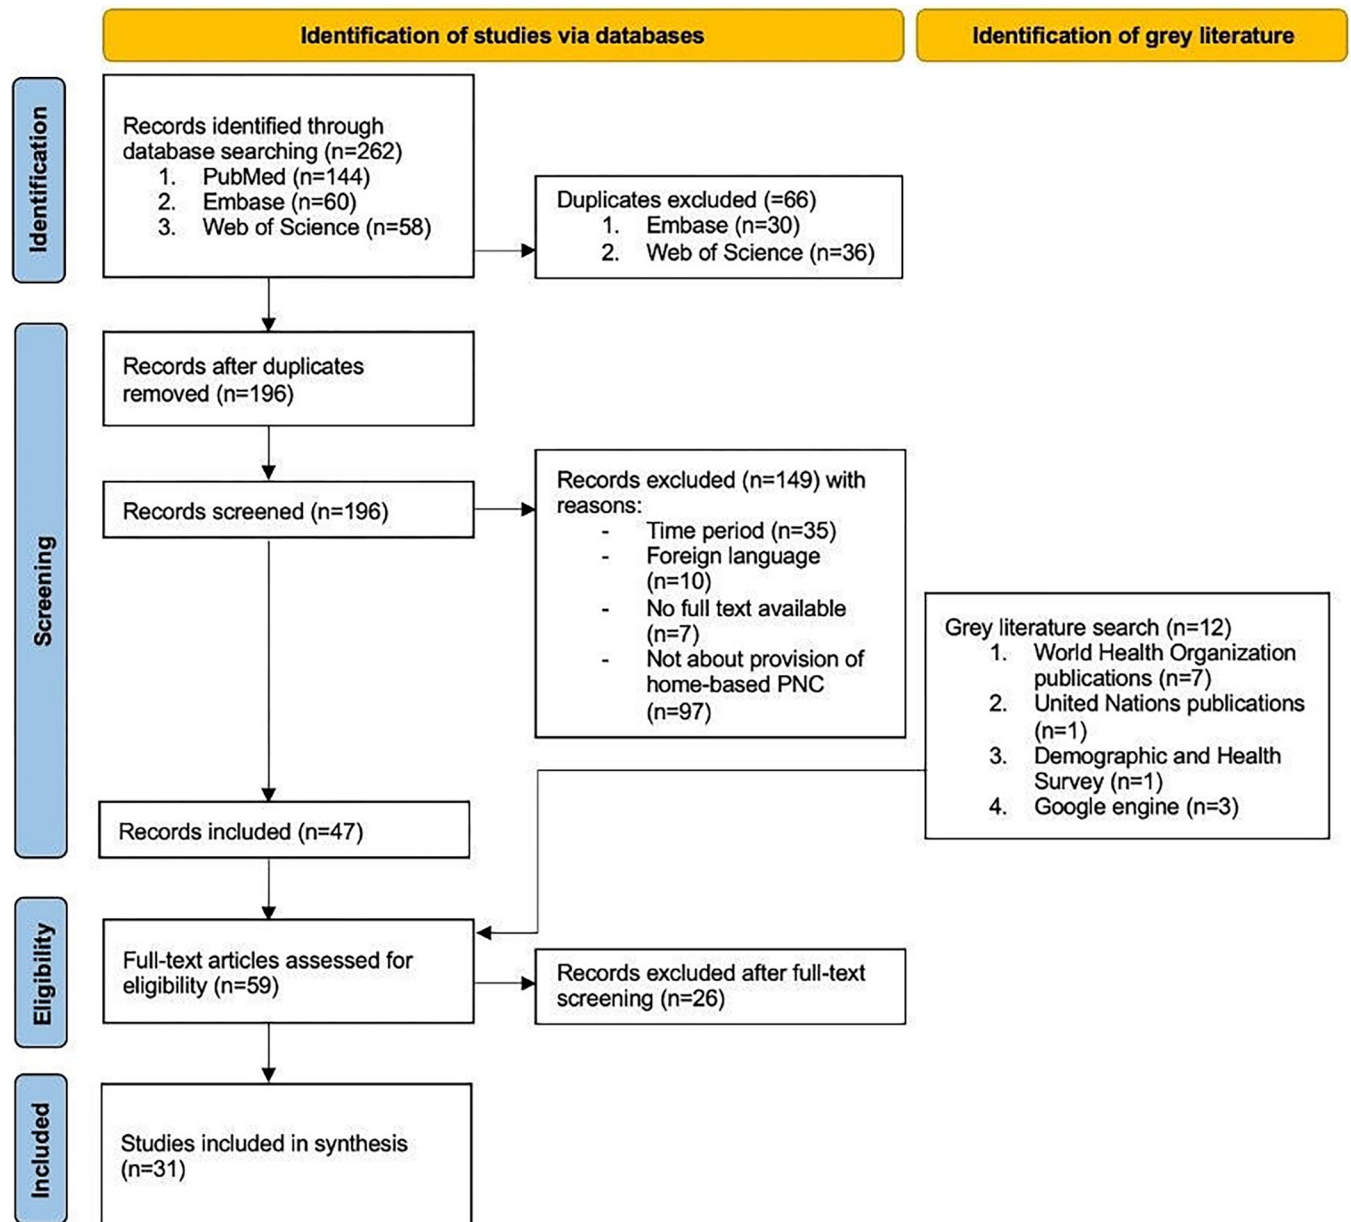 Identification of studies via databases
Identification of grey literature
Identification
Records identified through
database searching (n=262)
1. PubMed (n=144)
2. Embase (n=60)
3. Web of Science (n=58)
Duplicates excluded (=66)
1. Embase (n=30)
2. Web of Science (n=36)
Screening
Records after duplicates
removed (n=196)
Records screened (n=196)
Records excluded (n=149) with
reasons:
- Time period (n=35)
- Foreign language
(n=10)
- No full text available
(n=7)
- Not about provision of
home-based PNC
(n=97)
Grey literature search (n=12)
1. World Health Organization
publications (n=7)
2. United Nations publications
(n=1)
3. Demographic and Health
Survey (n=1)
4. Google engine (n=3)
Records included (n=47)
Eligibility
Full-text articles assessed for
eligibility (n=59)
Records excluded after full-text
screening (n=26)
Included
Studies included in synthesis
(n=31)